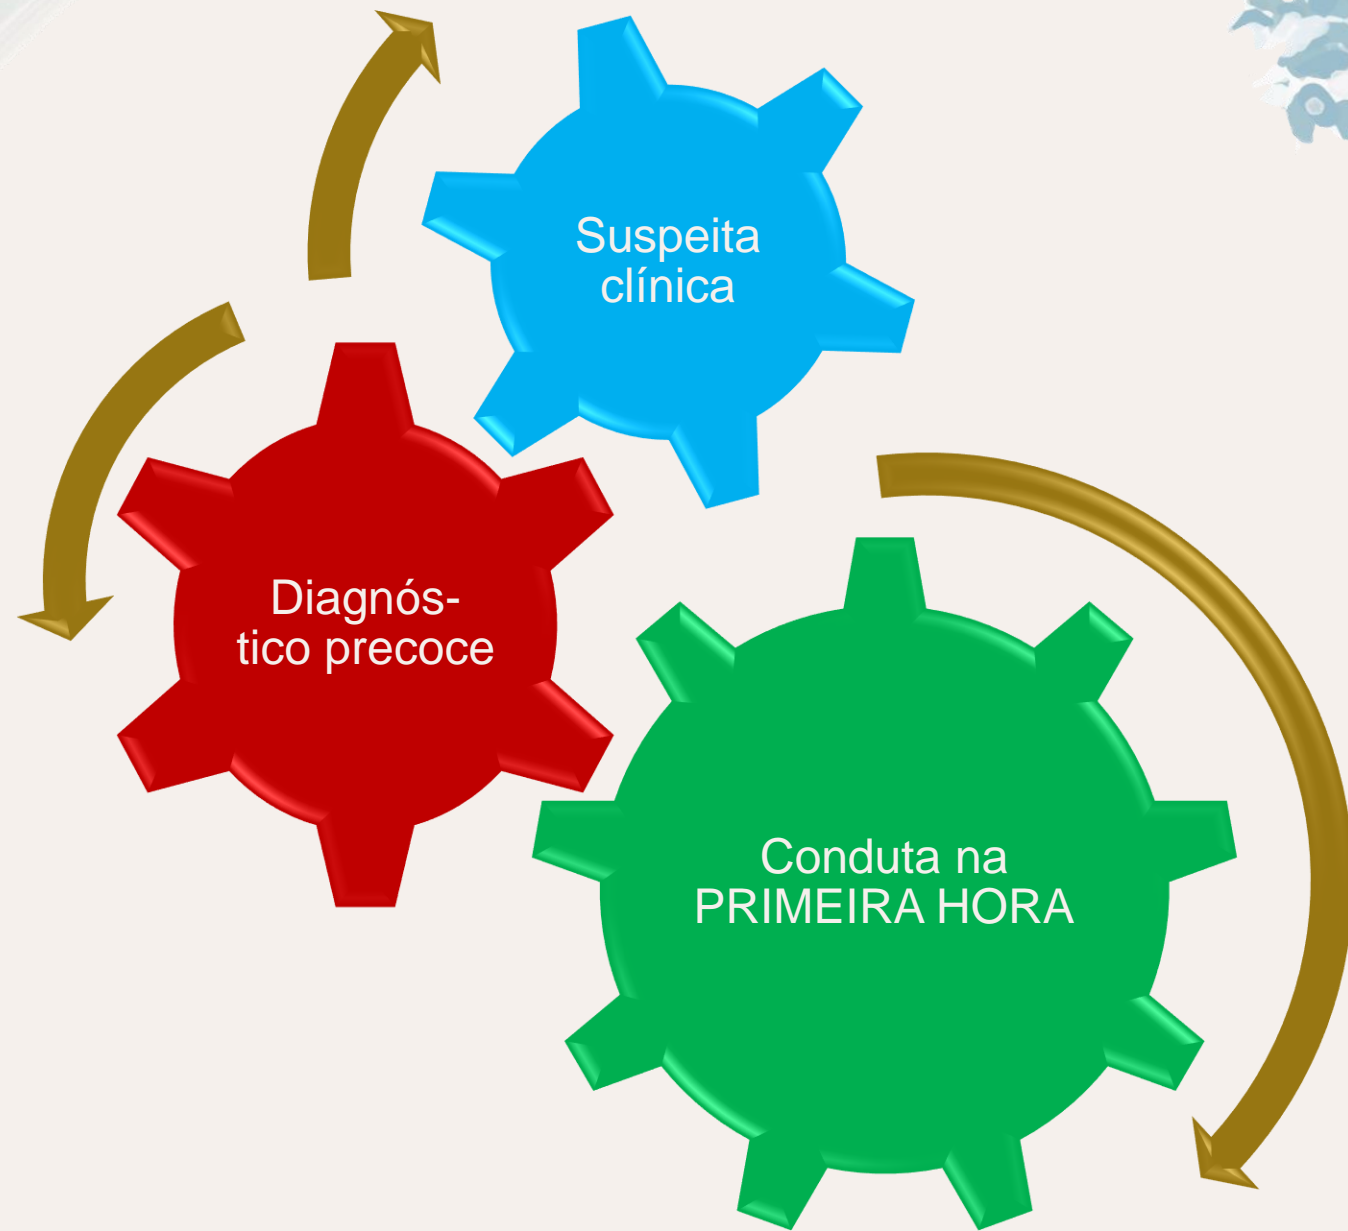 Suspeita
clínica
Diagnós-
tico precoce
Conduta na
PRIMEIRA HORA